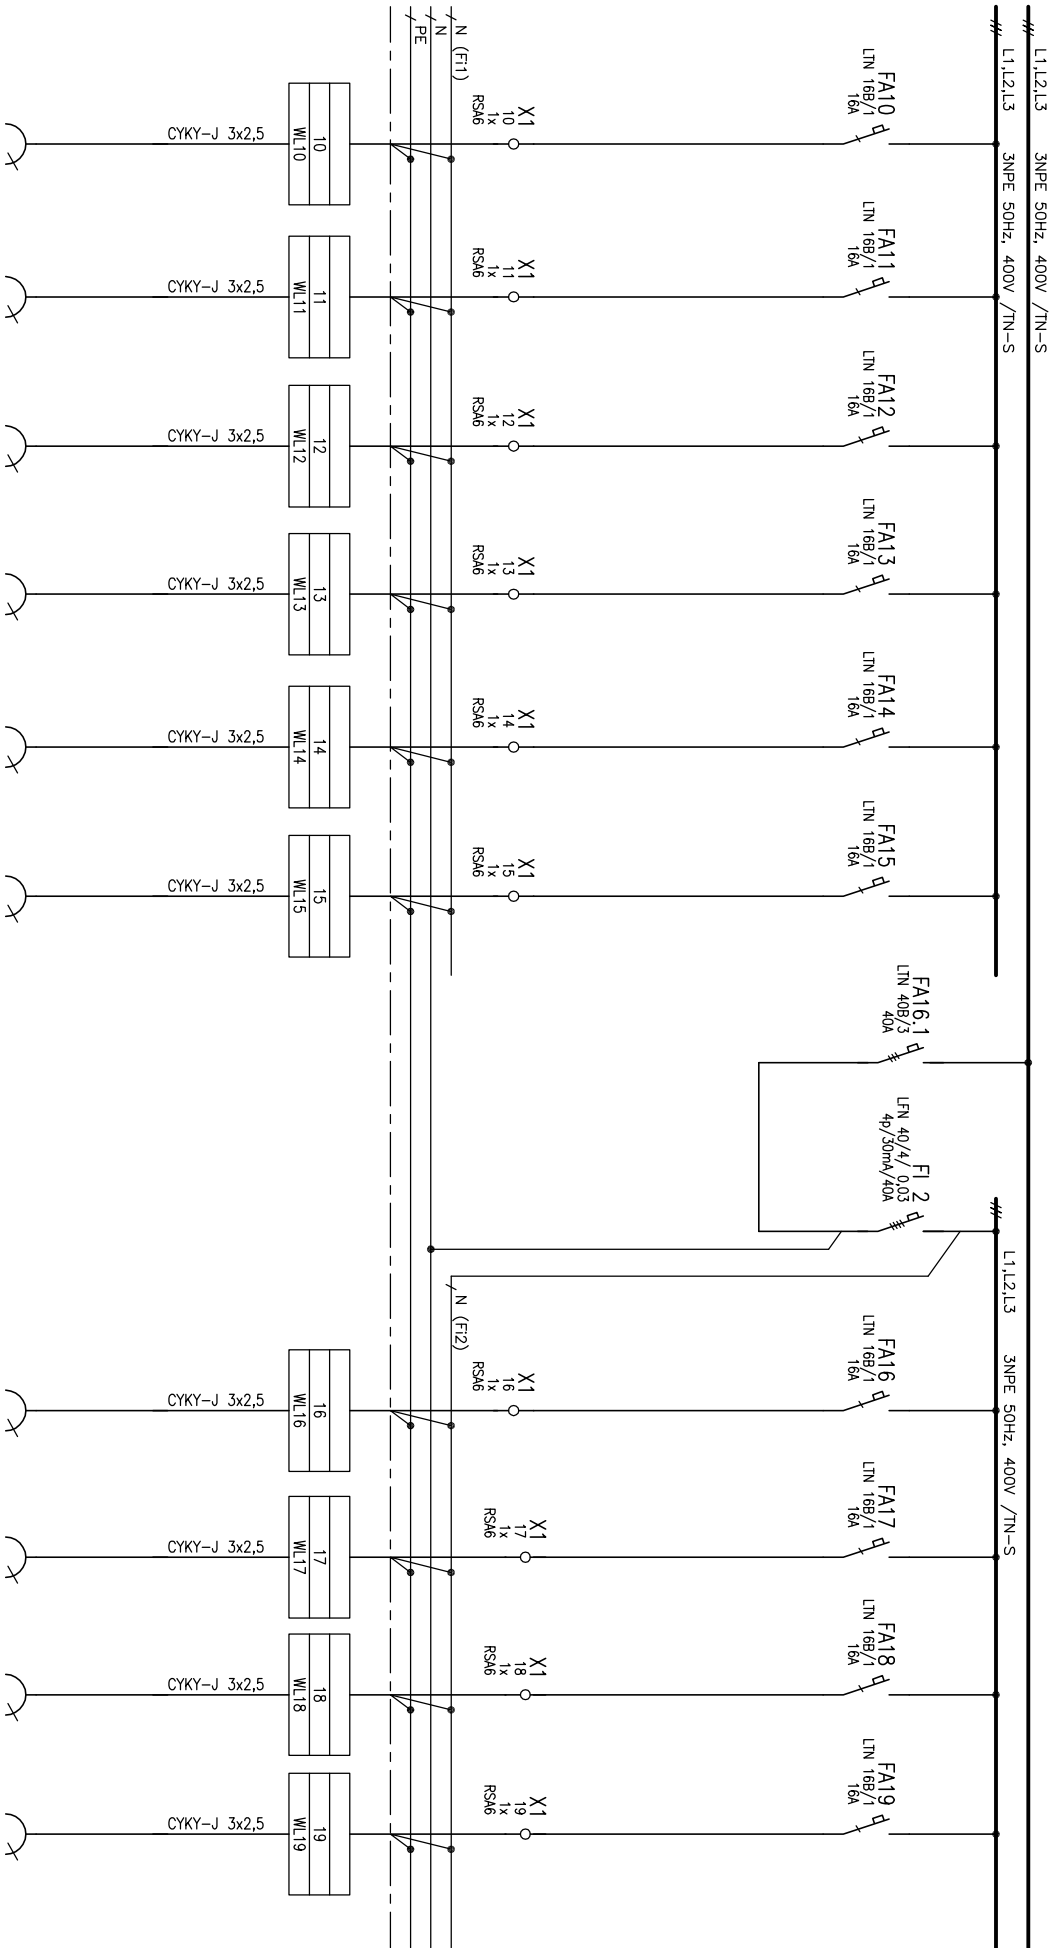 L1,L2,L3 3NPE 50Hz, 400V /TN-S
L1,L2,L3 3NPE 50Hz, 400V /TN-S
FA10
LTN 16B/1
16A
FA11
LTN 16B/1
16A
FA12
LTN 16B/1
16A
FA13
LTN 16B/1
16A
FA14
LTN 16B/1
16A
FA15
LTN 16B/1
16A
FA16.1
LTN 40B/3
40A
FI 2
LFN 40/4/ 0,03
4p/30mA/40A
L1,L2,L3 3NPE 50Hz, 400V /TN-S
FA16
LTN 16B/1
16A
FA17
LTN 16B/1
16A
FA18
LTN 16B/1
16A
FA19
LTN 16B/1
16A
X1
10
1x
RSA6
X1
11
1x
RSA6
X1
12
1x
RSA6
X1
13
1x
RSA6
X1
14
1x
RSA6
X1
15
1x
RSA6
X1
16
1x
RSA6
X1
17
1x
RSA6
X1
18
1x
RSA6
X1
19
1x
RSA6
N (Fi1)
N
PE
N (Fi2)
10
WL10
11
WL11
12
WL12
13
WL13
14
WL14
15
WL15
16
WL16
17
WL17
18
WL18
19
WL19
CYKY-J 3x2,5
CYKY-J 3x2,5
CYKY-J 3x2,5
CYKY-J 3x2,5
CYKY-J 3x2,5
CYKY-J 3x2,5
CYKY-J 3x2,5
CYKY-J 3x2,5
CYKY-J 3x2,5
CYKY-J 3x2,5